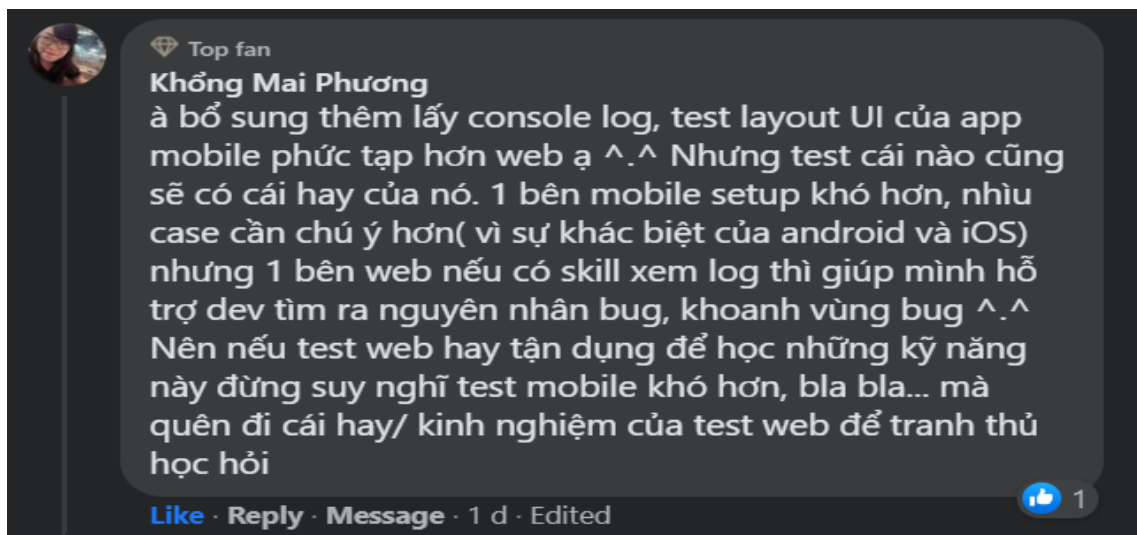 Top fan
Khổng Mai Phương
à bổ sung thêm lấy console log, test layout UI của app
mobile phức tạp hơn web ạ ^.^ Nhưng test cái nào cũng
sẽ có cái hay của nó. 1 bên mobile setup khó hơn, nhìu
case cần chú ý hơn( vì sự khác biệt của android và iOS)
nhưng 1 bên web nếu có skill xem log thì giúp mình hỗ
trợ dev tìm ra nguyên nhân bug, khoanh vùng bug ^.^
Nên nếu test web hay tận dụng để học những kỹ năng
này đừng suy nghĩ test mobile khó hơn, bla bla... mà
quên đi cái hay/ kinh nghiệm của test web để tranh thủ
học hỏi
1
Like · Reply · Message · 1 d · Edited